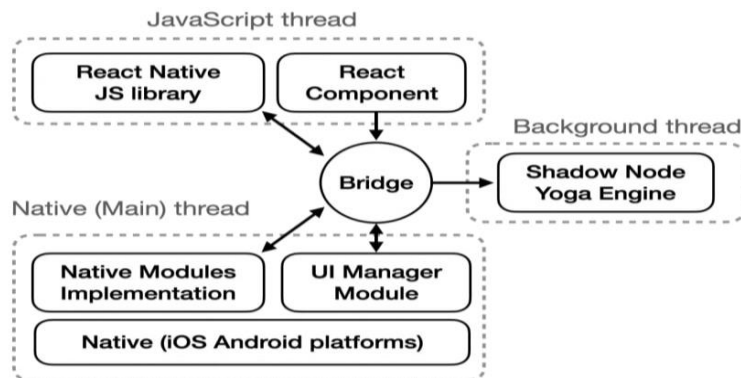 JavaScript thread
React Native
JS library
React
Component
Background thread
Bridge
Shadow Node
Yoga Engine
Native (Main) thread
Native Modules
Implementation
UI Manager
Module
Native (iOS Android platforms)